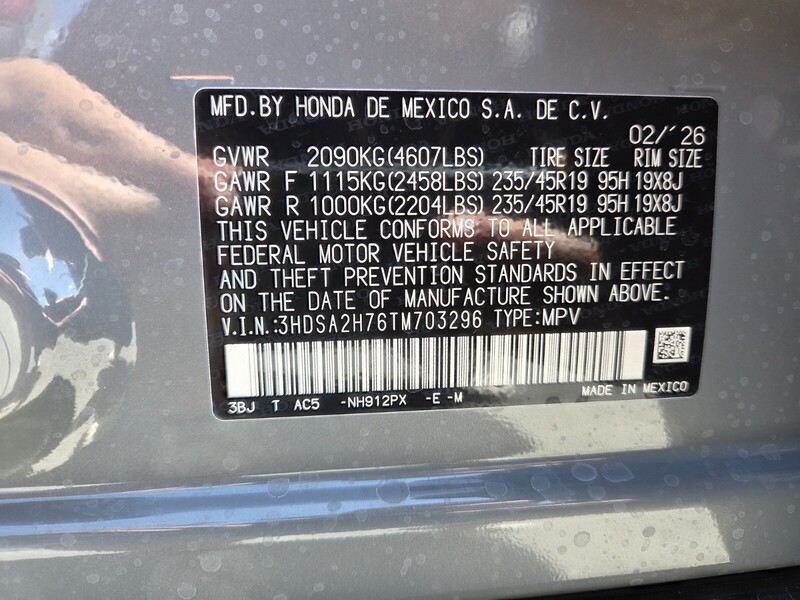 MFD.BY HONDA DE MEXICO S.A. DE C.V.
02/'26
GVWR 2090KG(4607LBS) TIRE SIZE RIM SIZE
GAWR F 1115KG(2458LBS) 235/45R19 95H 19X8J
GAWR R 1000KG(2204LBS) 235/45R19 95H 19X8J
THIS VEHICLE CONFORMS TO ALL APPLICABLE
FEDERAL MOTOR VEHICLE SAFETY
AND THEFT PREVENTION STANDARDS IN EFFECT
ON THE DATE OF MANUFACTURE SHOWN ABOVE.
V.I.N.:3HDSA2H76TM703296 TYPE:MPV
MADE IN MEXICO
3BJ T AC5 -NH912PX -E -M